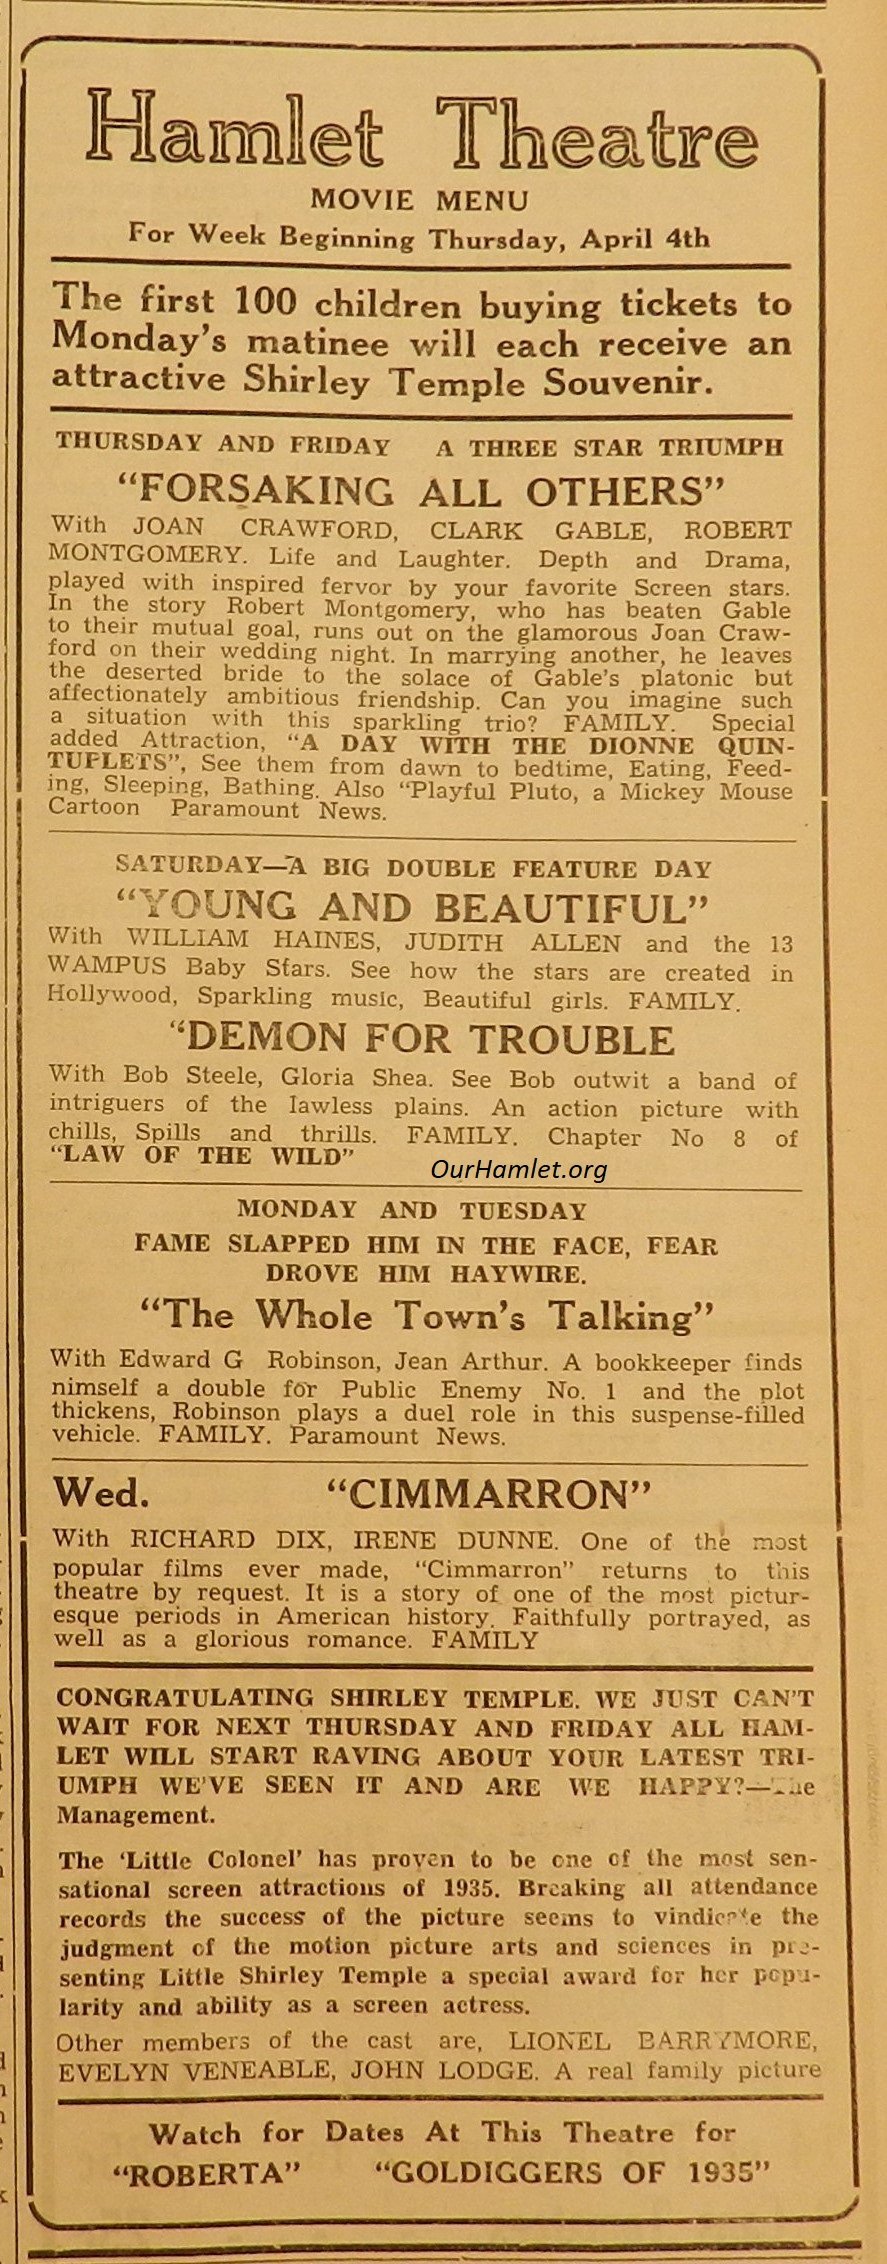 Hamlet Theatre
MOVIE MENU
For Week Beginning Thursday, April 4th
The first 100 children buying tickets to
Monday's matinee will each receive an
attractive Shirley Temple Souvenir.
THURSDAY AND FRIDAY A THREE STAR TRIUMPH
"FORSAKING ALL OTHERS"
With JOAN CRAWFORD, CLARK GABLE, ROBERT
MONTGOMERY. Life and Laughter. Depth and Drama,
played with inspired fervor by your favorite Screen stars.
In the story Robert Montgomery, who has beaten Gable
to their mutual goal, runs out on the glamorous Joan Craw-
ford on their wedding night. In marrying another, he leaves
the deserted bride to the solace of Gable's platonic but
affectionately ambitious friendship. Can you imagine such
a situation with this sparkling trio? FAMILY. Special
added Attraction, "A DAY WITH THE DIONNE QUIN-
TUPLETS", See them from dawn to bedtime, Eating, Feed-
ing, Sleeping, Bathing. Also "Playful Pluto, a Mickey Mouse
Cartoon Paramount News.
SATURDAY—A BIG DOUBLE FEATURE DAY
"YOUNG AND BEAUTIFUL"
With WILLIAM HAINES, JUDITH ALLEN and the 13
WAMPUS Baby Stars. See how the stars are created in
Hollywood, Sparkling music, Beautiful girls. FAMILY.
"DEMON FOR TROUBLE
With Bob Steele, Gloria Shea. See Bob outwit a band of
intriguers of the lawless plains. An action picture with
chills, Spills and thrills. FAMILY. Chapter No 8 of
"LAW OF THE WILD"
OurHamlet.org
MONDAY AND TUESDAY
FAME SLAPPED HIM IN THE FACE, FEAR
DROVE HIM HAYWIRE.
"The Whole Town's Talking"
With Edward G Robinson, Jean Arthur. A bookkeeper finds
nimself a double for Public Enemy No. 1 and the plot
thickens, Robinson plays a duel role in this suspense-filled
vehicle. FAMILY. Paramount News.
Wed. "CIMMARRON"
With RICHARD DIX, IRENE DUNNE. One of the most
popular films ever made, "Cimmarron" returns to this
theatre by request. It is a story of one of the most pictur-
esque periods in American history. Faithfully portrayed, as
well as a glorious romance. FAMILY
CONGRATULATING SHIRLEY TEMPLE. WE JUST CAN'T
WAIT FOR NEXT THURSDAY AND FRIDAY ALL HAM-
LET WILL START RAVING ABOUT YOUR LATEST TRI-
UMPH WE'VE SEEN IT AND ARE WE HAPPY?—The
Management.
The 'Little Colonel' has proven to be one of the most sen-
sational screen attractions of 1935. Breaking all attendance
records the success of the picture seems to vindicate the
judgment of the motion picture arts and sciences in pre-
senting Little Shirley Temple a special award for her popu-
larity and ability as a screen actress.
Other members of the cast are, LIONEL BARRYMORE,
EVELYN VENEABLE, JOHN LODGE. A real family picture
Watch for Dates At This Theatre for
"ROBERTA" "GOLDIGGERS OF 1935"